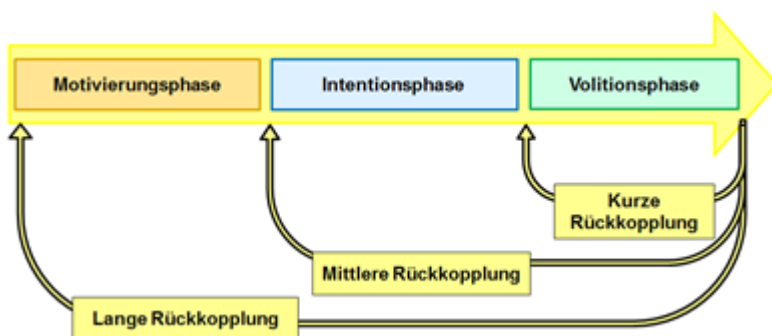 Motivierungsphase
Intentionsphase
Volitionsphase
Kurze
Rückkopplung
Mittlere Rückkopplung
Lange Rückkopplung